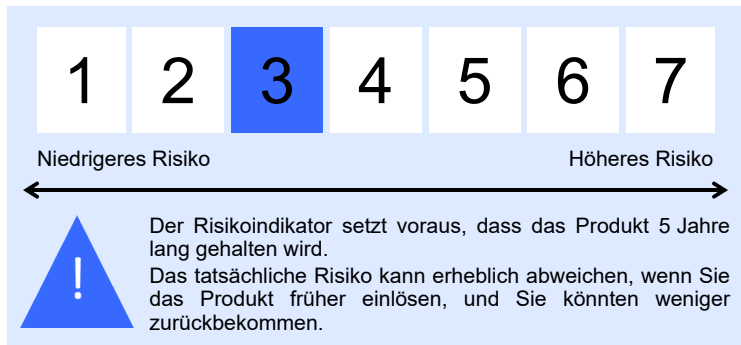 1 2 3 4 5 6 7
Niedrigeres Risiko Höheres Risiko
!
Der Risikoindikator setzt voraus, dass das Produkt 5 Jahre
lang gehalten wird.
Das tatsächliche Risiko kann erheblich abweichen, wenn Sie
das Produkt früher einlösen, und Sie könnten weniger
zurückbekommen.